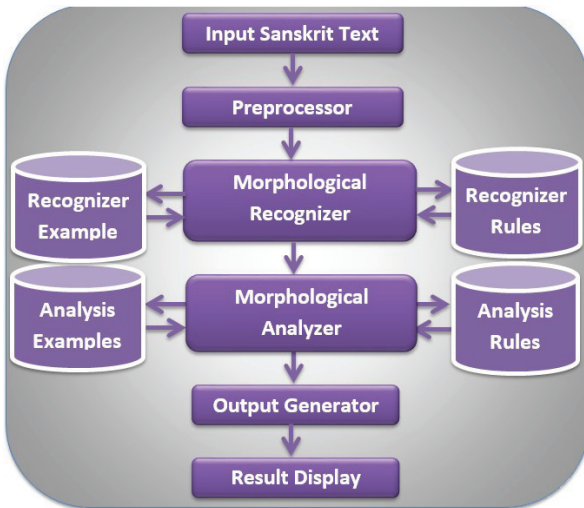 Input Sanskrit Text
Preprocessor
Recognizer
Example
Morphological
Recognizer
Recognizer
Rules
Analysis
Examples
Morphological
Analyzer
Analysis
Rules
Output Generator
Result Display